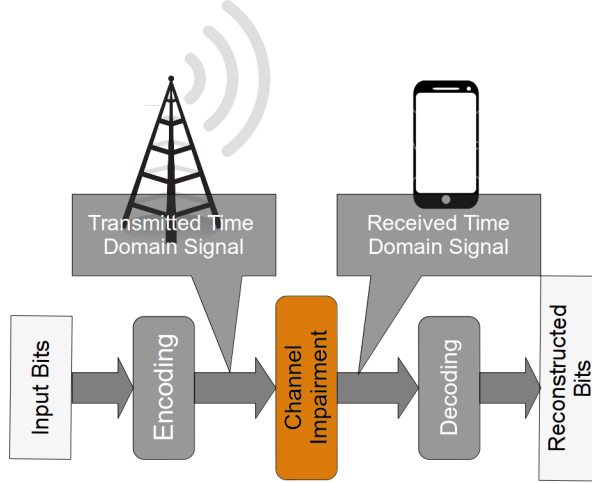 Transmitted Time
Domain Signal
Received Time
Domain Signal
Input Bits
Encoding
Channel
Impairment
Decoding
Reconstructed
Bits